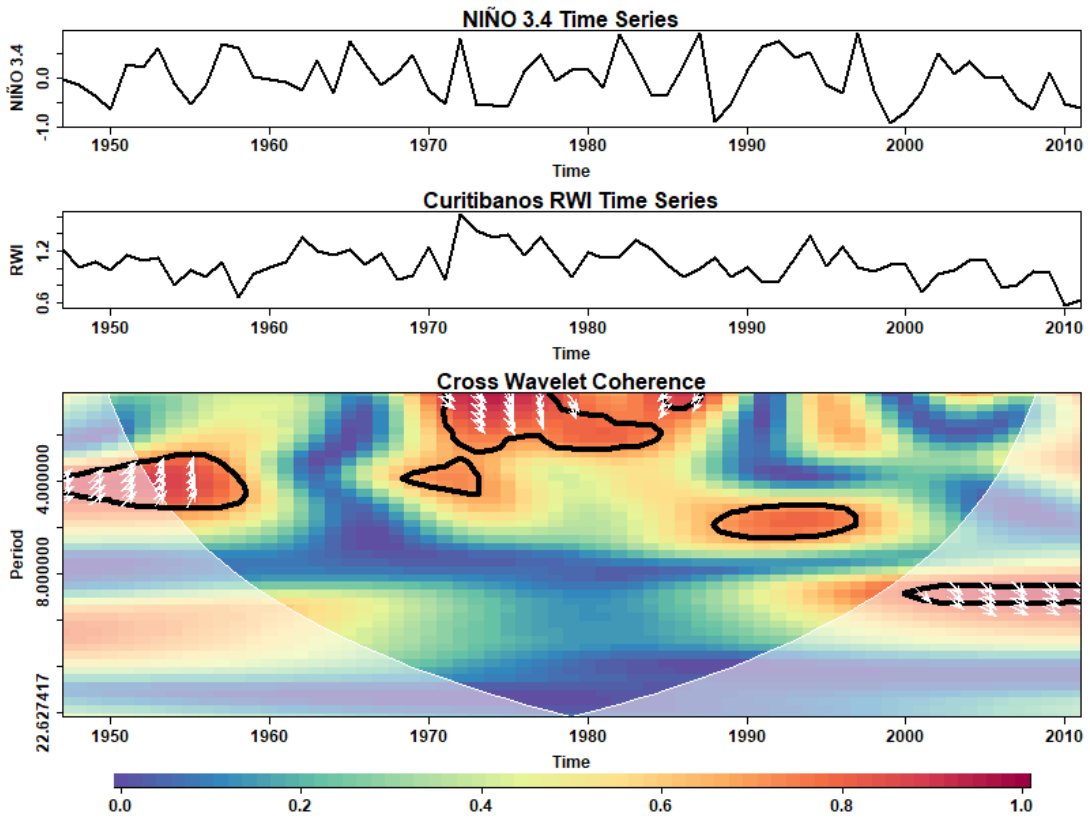 NIÑO 3.4 Time Series
NIÑO 3.4
0.0
-1.0
1950 1960 1970 1980 1990 2000 2010
Time
Curitibanos RWI Time Series
RWI
1.2
0.6
1950 1960 1970 1980 1990 2000 2010
Time
Cross Wavelet Coherence
Period
4.000000
8.000000
22.627417
1950 1960 1970 1980 1990 2000 2010
Time
0.0 0.2 0.4 0.6 0.8 1.0